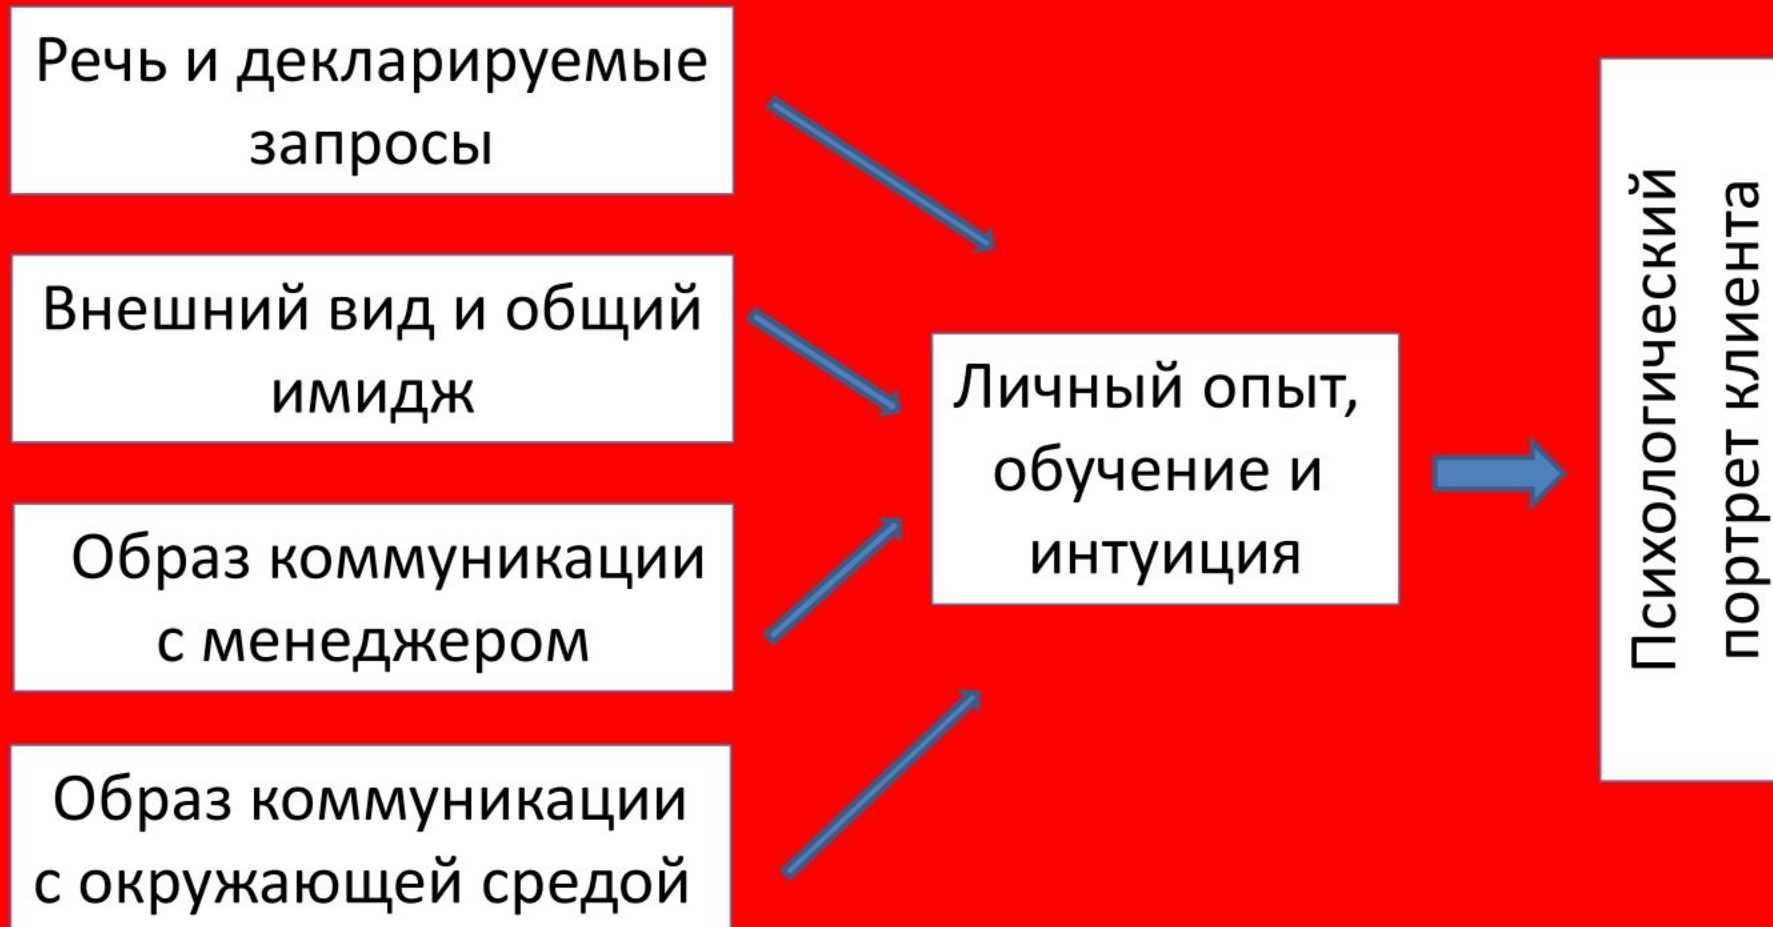 Речь и декларируемые
запросы
Внешний вид и общий
имидж
Образ коммуникации
с менеджером
Образ коммуникации
с окружающей средой
Личный опыт,
обучение и
интуиция
Психологический
портрет клиента